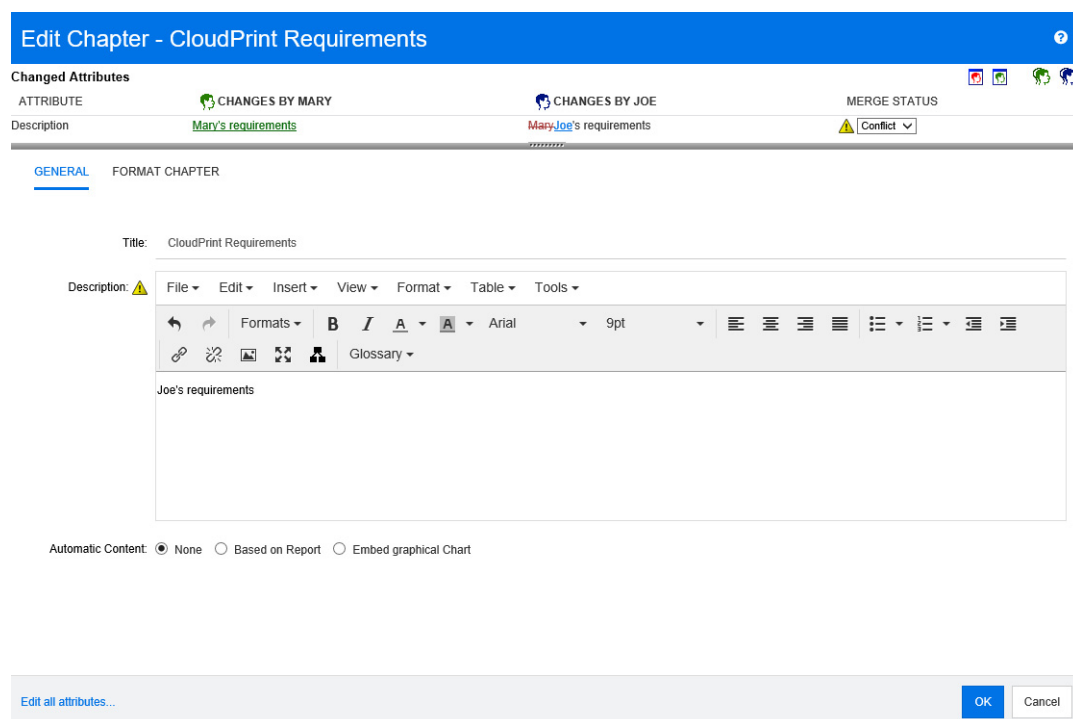 Edit Chapter - CloudPrint Requirements
Changed Attributes
ATTRIBUTE CHANGES BY MARY CHANGES BY JOE MERGE STATUS
Description Mary's requirements MaryJoe's requirements Conflict
GENERAL FORMAT CHAPTER
Title: CloudPrint Requirements
Description: File Edit Insert View Format Table Tools
Formats B I A A Arial 9pt
Glossary
Joe's requirements
Automatic Content: None Based on Report Embed graphical Chart
Edit all attributes... OK Cancel